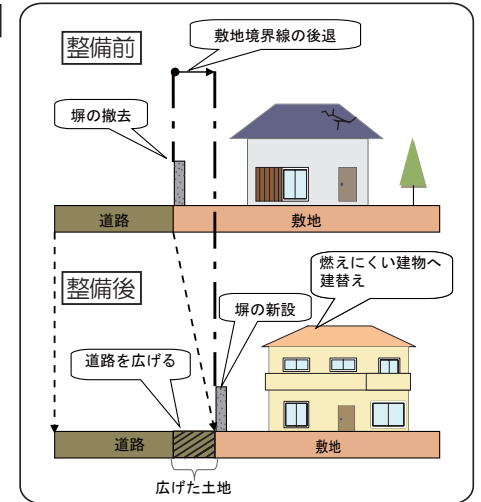 整備前
敷地境界線の後退
塀の撤去
道路
敷地
整備後
燃えにくい建物へ
建替え
塀の新設
道路を広げる
道路
敷地
広げた土地